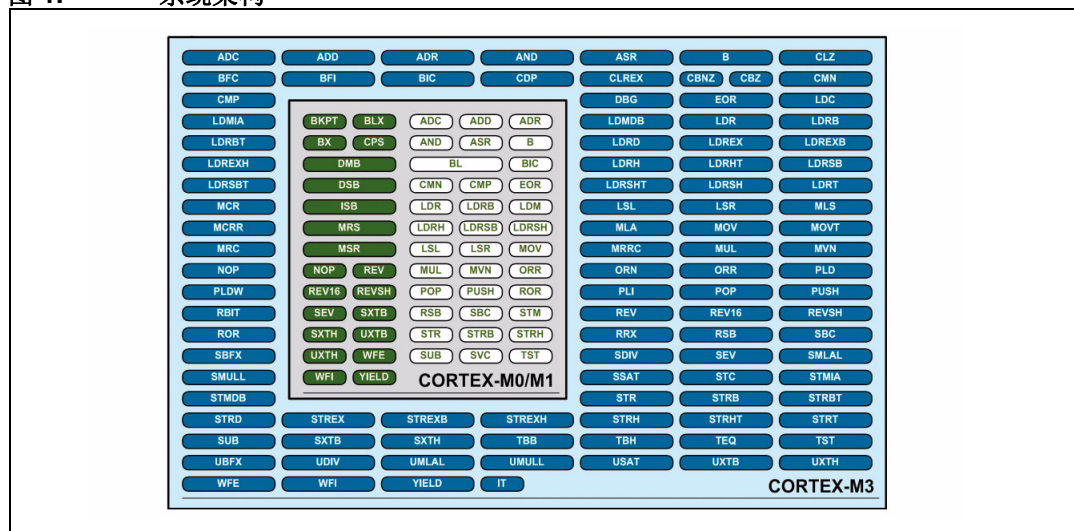 ADC ADD ADR AND ASR B CLZ
BFC BFI BIC CDP CLREX CBNZ CBZ CMN
CMP DBG EOR LDC
LDMIA BKPT BLX ADC ADD ADR LDMDB LDR LDRB
LDRBT BX CPS AND ASR B LDRD LDREX LDREXB
LDREXH DMB BL BIC LDRH LDRHT LDRSB
LDRSBT DSB CMN CMP EOR LDRSHT LDRSH LDRT
MCR ISB LDR LDRB LDM LSL LSR MLS
MCRR MRS LDRH LDRSB LDRSH MLA MOV MOVT
MRC MSR LSL LSR MOV MRRC MUL MVN
NOP NOP REV MUL MVN ORR ORN ORR PLD
PLDW REV16 REVSH POP PUSH ROR PLI POP PUSH
RBIT SEV SXTB RSB SBC STM REV REV16 REVSH
ROR SXTH UXTB STR STRB STRH RRX RSB SBC
SBFX UXTH WFE SUB SVC TST SDIV SEV SMLAL
SMULL WFI YIELD CORTEX-M0/M1 SSAT STC STMIA
STMDB STR STRB STRBT
STRD STREX STREXB STREXH STRH STRHT STRT
SUB SXTB SXTH TBB TBH TEQ TST
UBFX UDIV UMLAL UMULL USAT UXTB UXTH
WFE WFI YIELD IT CORTEX-M3